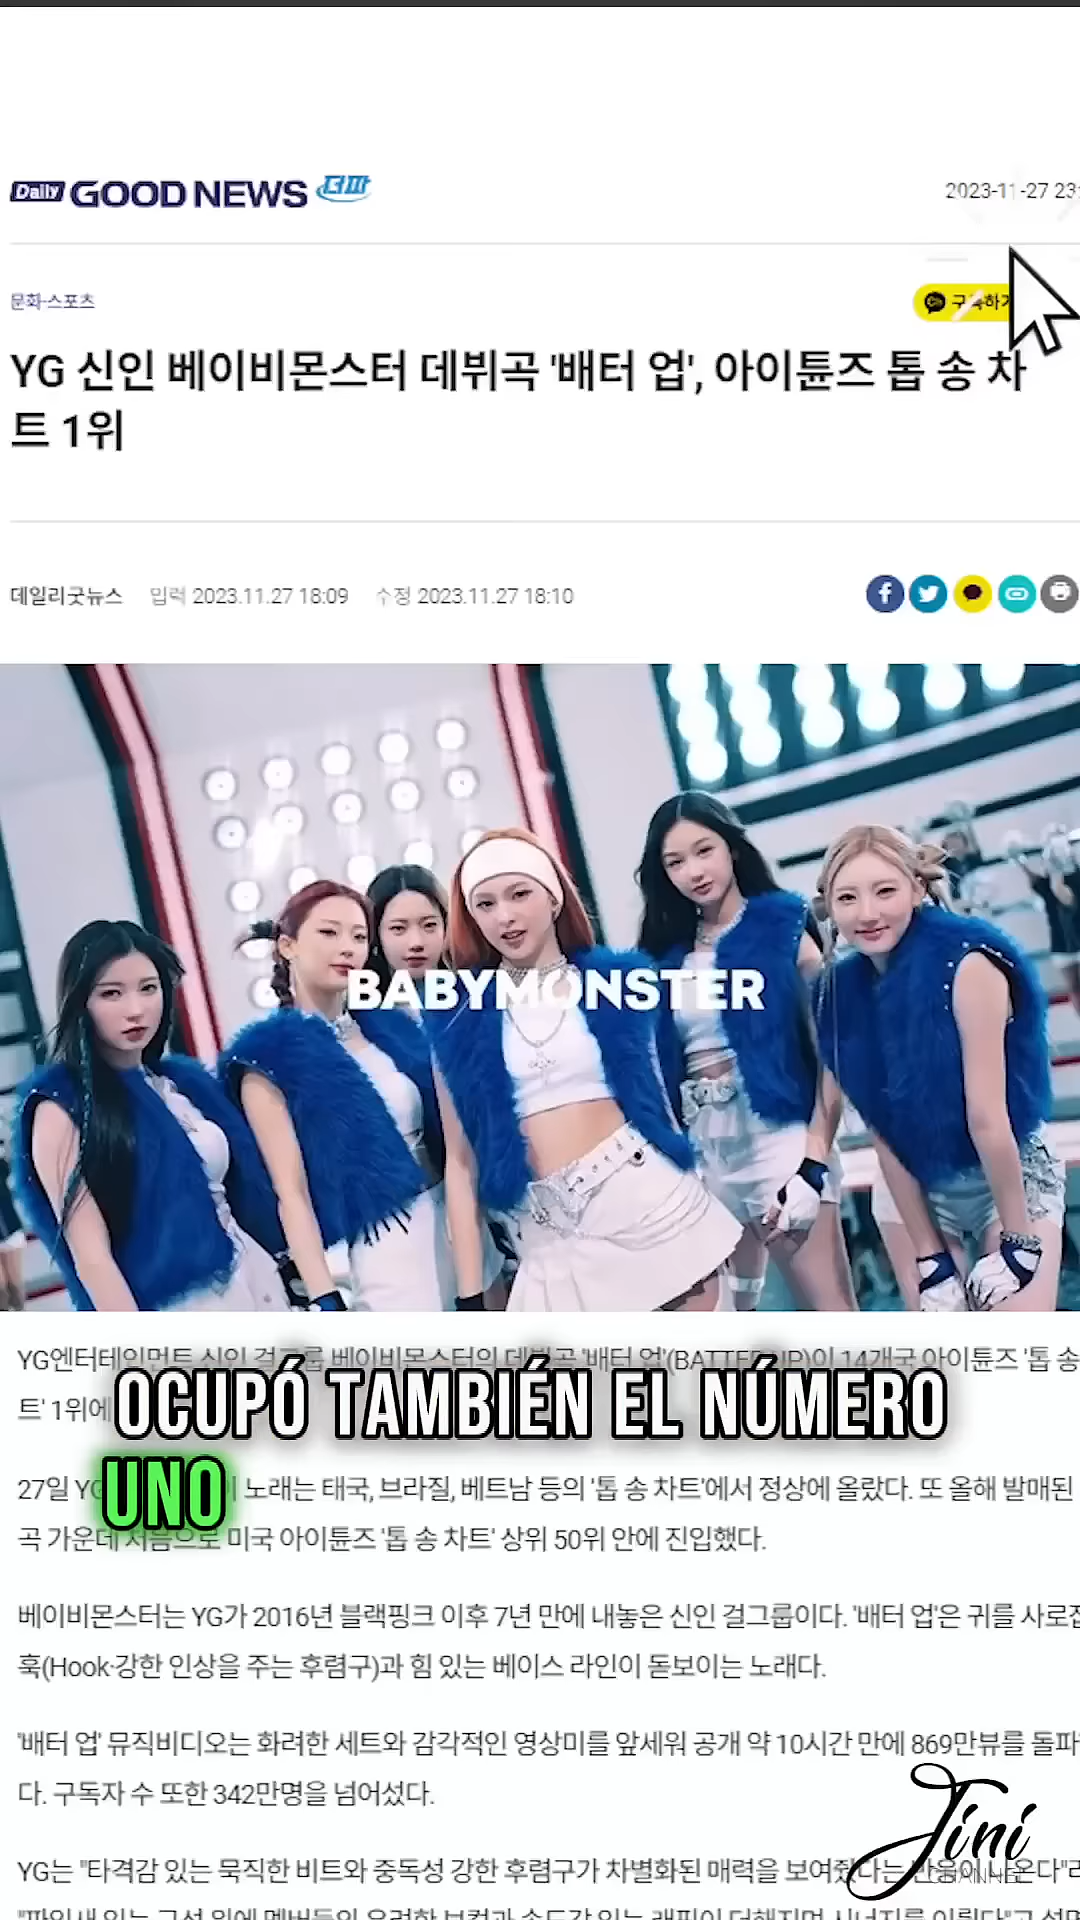 Daily GOOD NEWS 더파
2023-11-27 23:
문화·스포츠
구독하기
YG 신인 베이비몬스터 데뷔곡 '배터 업', 아이튠즈 톱 송 차
트 1위
데일리굿뉴스 입력 2023.11.27 18:09 수정 2023.11.27 18:10
BABYMONSTER
YG엔터테인먼트 신인 걸그룹 베이비몬스터의 데뷔곡 '배터 업'(BATTER UP)이 14개국 아이튠즈 '톱 송
트' 1위에
OCUPÓ TAMBIÉN EL NÚMERO
UNO
27일 YG 노래는 태국, 브라질, 베트남 등의 '톱 송 차트'에서 정상에 올랐다. 또 올해 발매된
곡 가운데 처음으로 미국 아이튠즈 '톱 송 차트' 상위 50위 안에 진입했다.
베이비몬스터는 YG가 2016년 블랙핑크 이후 7년 만에 내놓은 신인 걸그룹이다. '배터 업'은 귀를 사로잡
훅(Hook·강한 인상을 주는 후렴구)과 힘 있는 베이스 라인이 돋보이는 노래다.
'배터 업' 뮤직비디오는 화려한 세트와 감각적인 영상미를 앞세워 공개 약 10시간 만에 869만뷰를 돌파
다. 구독자 수 또한 342만명을 넘어섰다.
YG는 "타격감 있는 묵직한 비트와 중독성 강한 후렴구가 차별화된 매력을 보여줬다는 반응이 나온다"라
Jini
CHANNEL